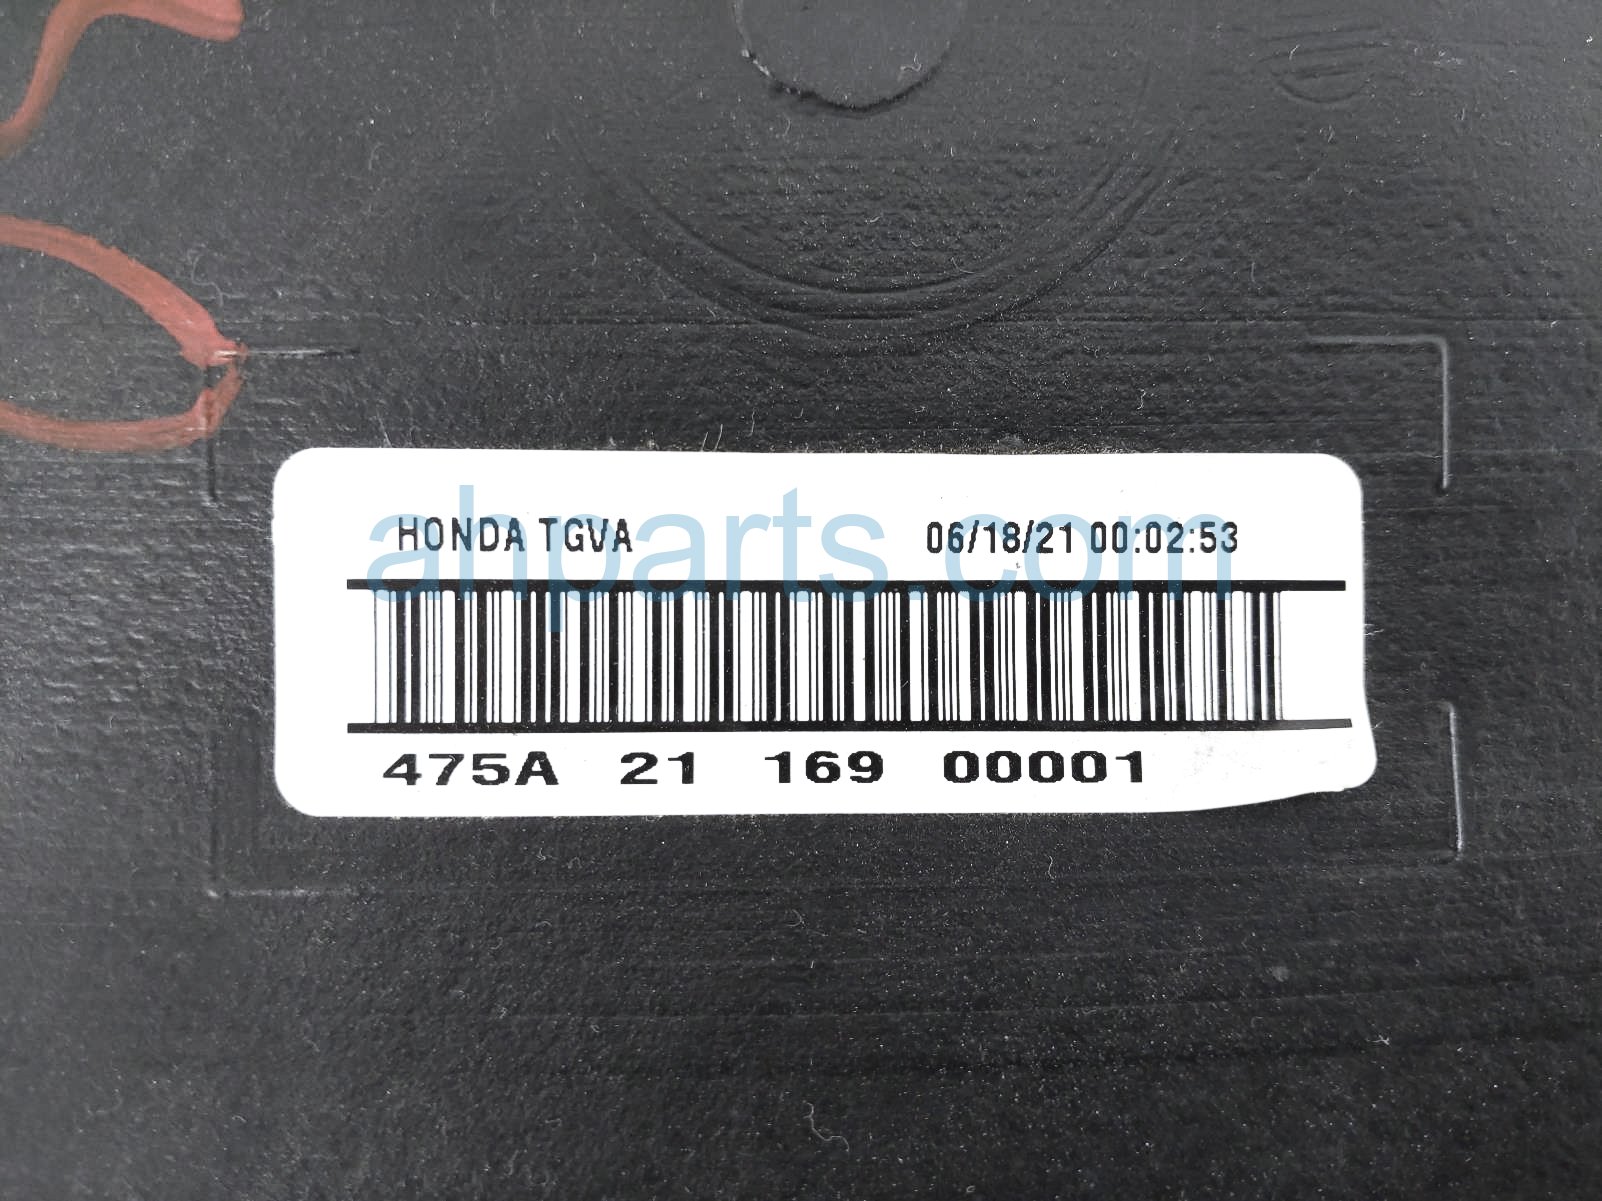 HONDA TGVA 06/18/21 00:02:53
ahparts.com
475A 21 169 00001